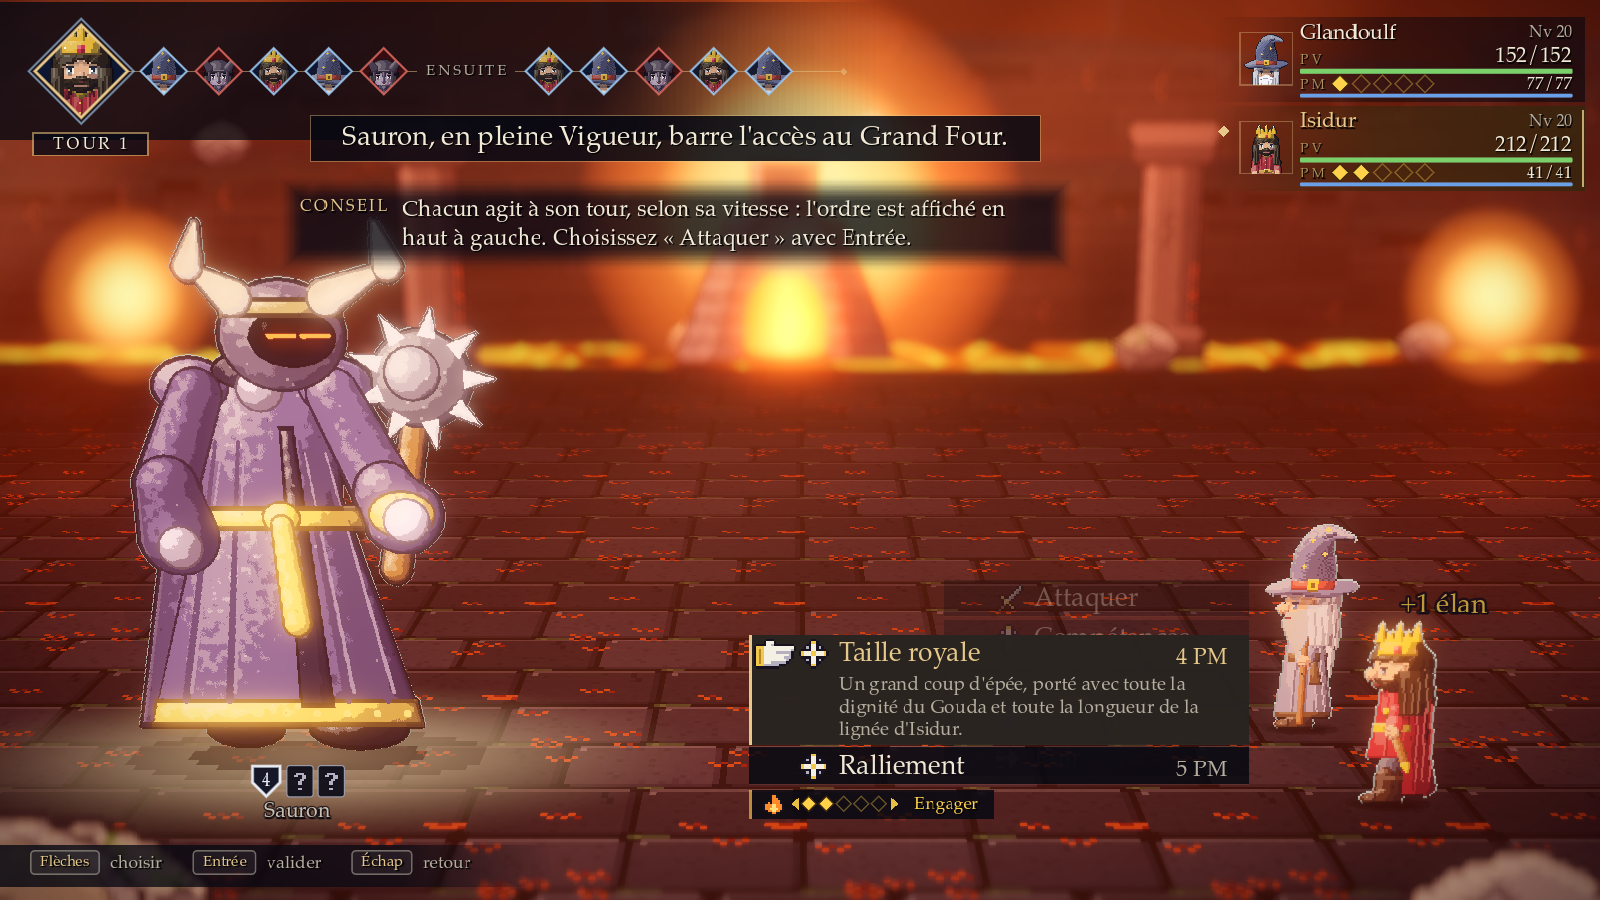 ENSUITE
TOUR 1
Sauron, en pleine Vigueur, barre l'accès au Grand Four.
CONSEIL
Chacun agit à son tour, selon sa vitesse : l'ordre est affiché en
haut à gauche. Choisissez « Attaquer » avec Entrée.
Glandoulf
Nv 20
PV
152/152
PM
77/77
Isidur
Nv 20
PV
212/212
PM
41/41
+1 élan
Attaquer
Compétences
Taille royale
4 PM
Un grand coup d'épée, porté avec toute la
dignité du Gouda et toute la longueur de la
lignée d'Isidur.
Ralliement
5 PM
Engager
4 ? ?
Sauron
Flèches choisir Entrée valider Échap retour